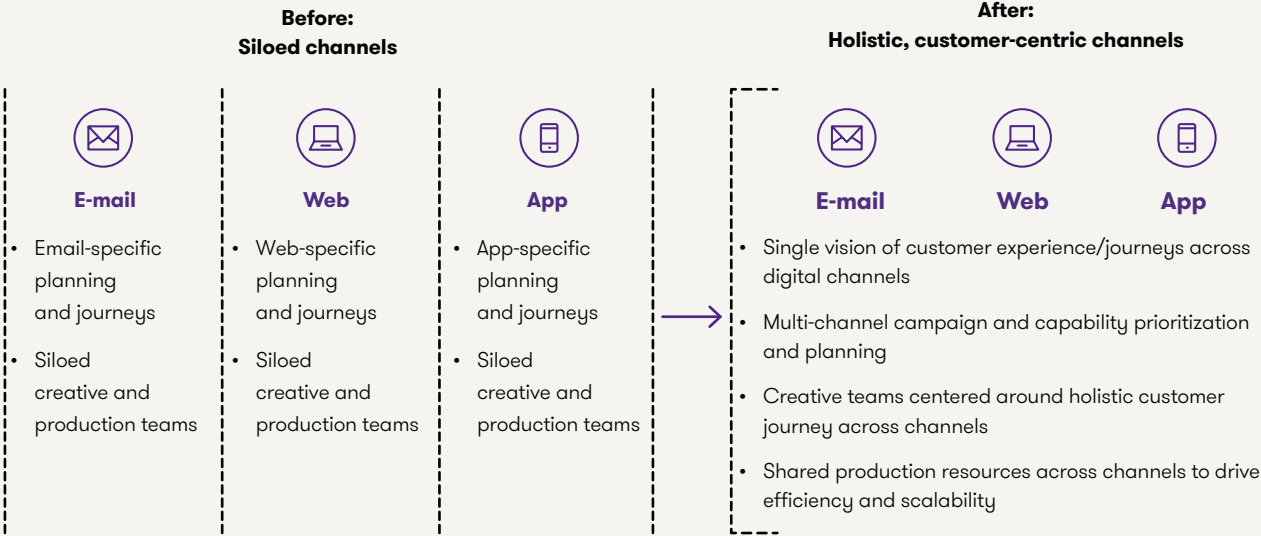 Before:
Siloed channels
E-mail
• Email-specific
planning
and journeys
• Siloed
creative and
production teams
Web
• Web-specific
planning
and journeys
• Siloed
creative and
production teams
App
• App-specific
planning
and journeys
• Siloed
creative and
production teams
After:
Holistic, customer-centric channels
E-mail
Web
App
• Single vision of customer experience/journeys across
digital channels
• Multi-channel campaign and capability prioritization
and planning
• Creative teams centered around holistic customer
journey across channels
• Shared production resources across channels to drive
efficiency and scalability